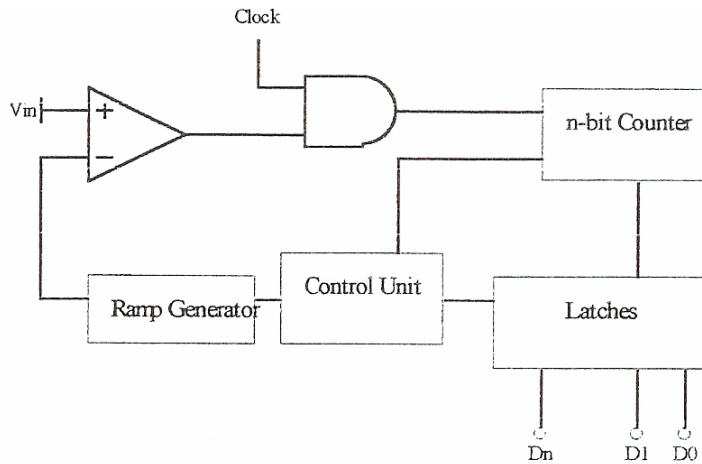 Clock
Vin
+
−
n-bit Counter
Ramp Generator
Control Unit
Latches
Dn
D1
D0